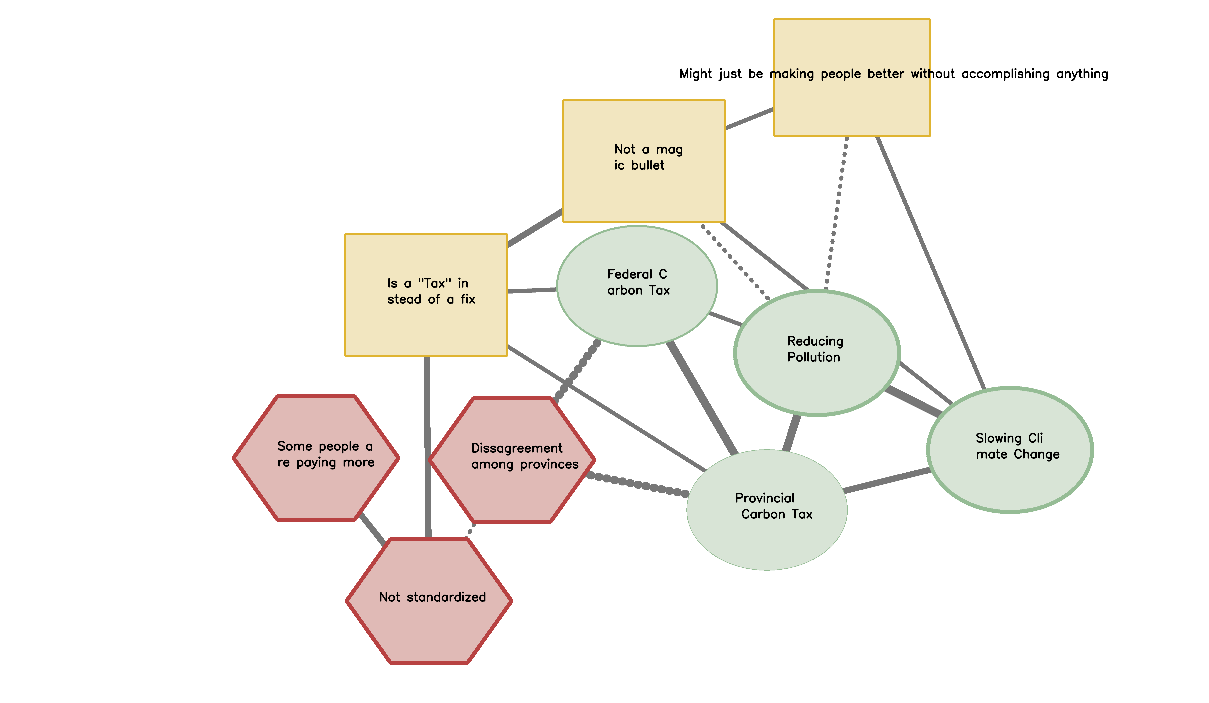 Might just be making people better without accomplishing anything
Not a mag
ic bullet
Federal C
arbon Tax
Is a "Tax" in
stead of a fix
Reducing
Pollution
Some people a
re paying more
Dissagreement
among provinces
Slowing Cli
mate Change
Provincial
Carbon Tax
Not standardized